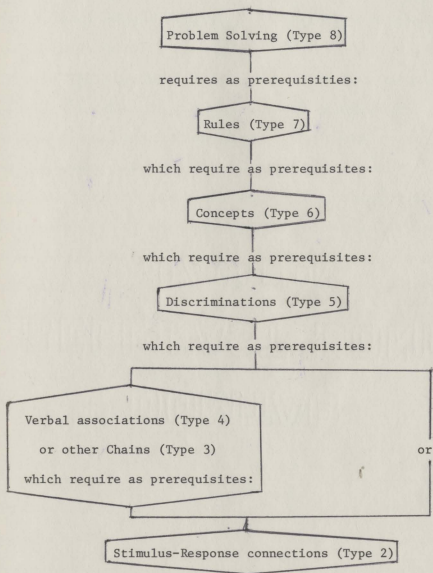 Problem Solving (Type 8)
requires as prerequisities:
Rules (Type 7)
which require as prerequisites:
Concepts (Type 6)
which require as prerequisites:
Discriminations (Type 5)
which require as prerequisites:
Verbal associations (Type 4)
or other Chains (Type 3)
or
which require as prerequisites:
Stimulus-Response connections (Type 2)